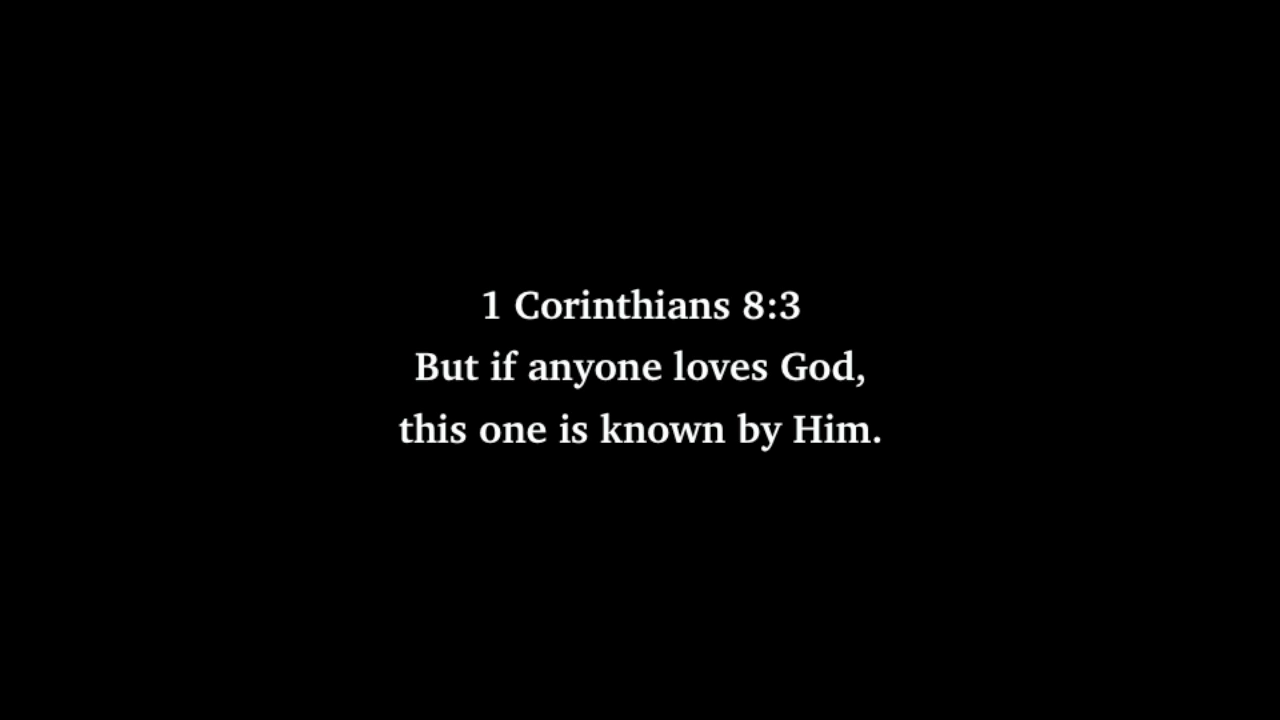 1 Corinthians 8:3
But if anyone loves God,
this one is known by Him.